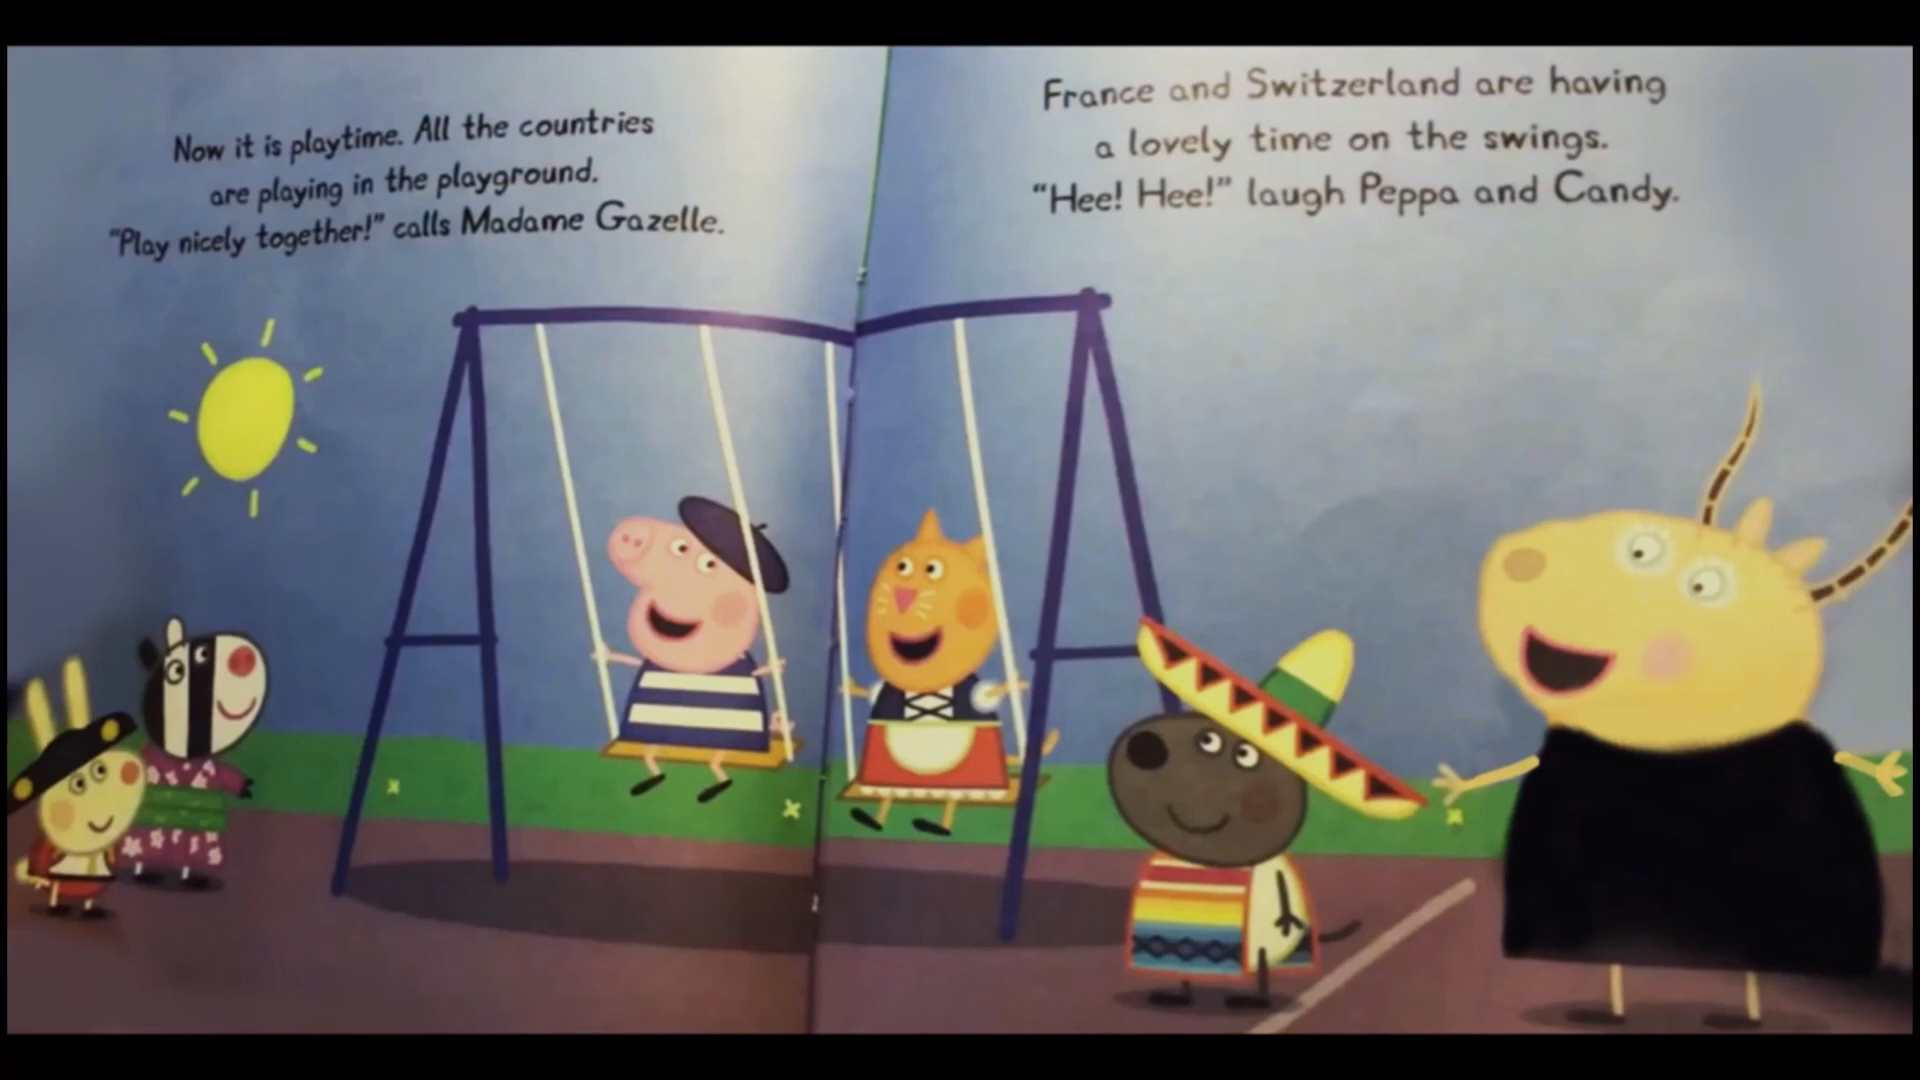 Now it is playtime. All the countries
are playing in the playground.
"Play nicely together!" calls Madame Gazelle.
France and Switzerland are having
a lovely time on the swings.
"Hee! Hee!" laugh Peppa and Candy.